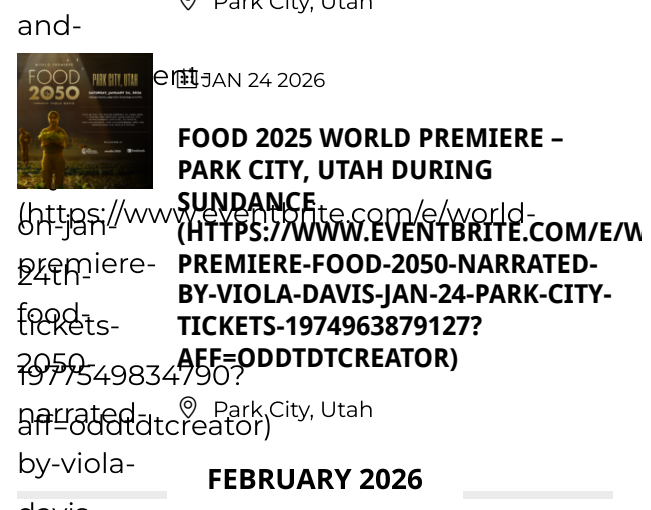 Park City, Utah
and-
FOOD
2050
PARK CITY, UTAH
ent-
JAN 24 2026
FOOD 2025 WORLD PREMIERE –
PARK CITY, UTAH DURING
SUNDANCE
(HTTPS://WWW.EVENTBRITE.COM/E/W
PREMIERE-FOOD-2050-NARRATED-
BY-VIOLA-DAVIS-JAN-24-PARK-CITY-
TICKETS-1974963879127?
AFF=ODDTDTCREATOR)
(https://www.eventbrite.com/e/world-
on-jan-
premiere-
24th-
food-
tickets-
2050-
1977549834790?
narrated-
aff=oddtdtcreator)
by-viola-
davis-
Park City, Utah
FEBRUARY 2026